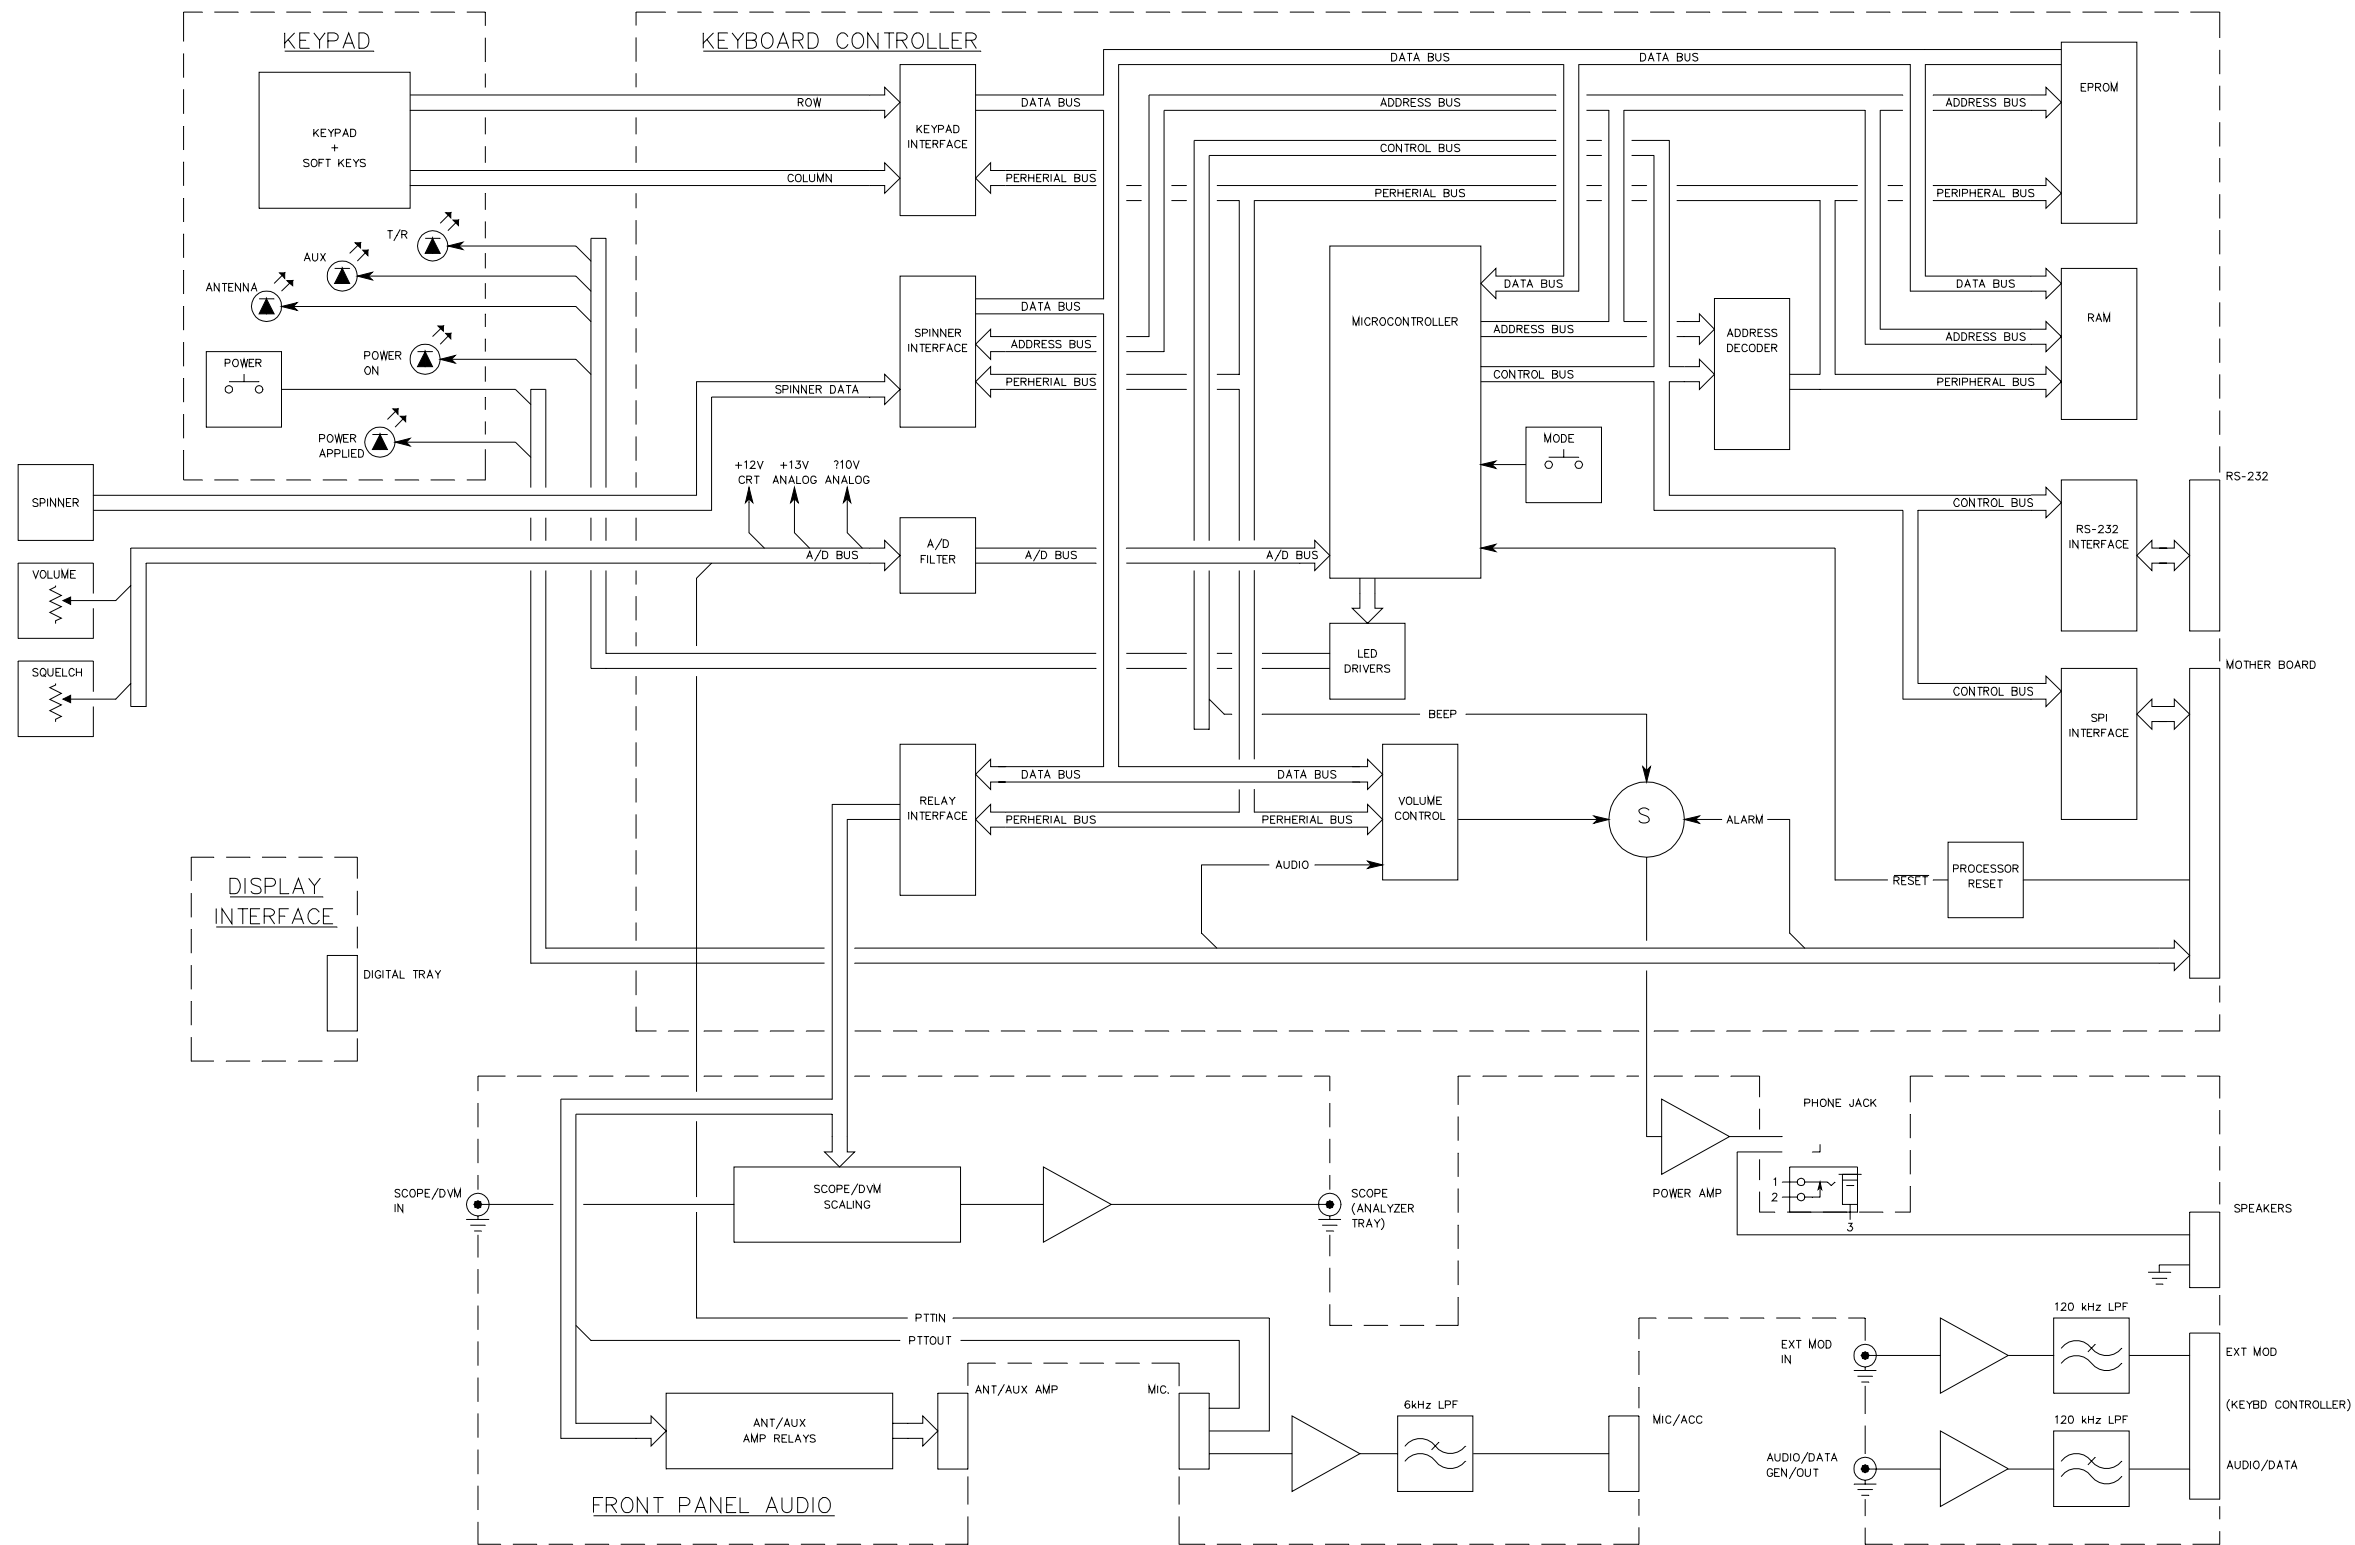 KEYPAD
KEYBOARD CONTROLLER
DATA BUS
DATA BUS
EPROM
ROW
DATA BUS
ADDRESS BUS
ADDRESS BUS
KEYPAD
+
SOFT KEYS
KEYPAD
INTERFACE
CONTROL BUS
COLUMN
PERHERIAL BUS
PERHERIAL BUS
PERIPHERAL BUS
T/R
AUX
ANTENNA
DATA BUS
DATA BUS
DATA BUS
SPINNER
INTERFACE
MICROCONTROLLER
ADDRESS BUS
ADDRESS
DECODER
RAM
ADDRESS BUS
ADDRESS BUS
POWER
POWER
ON
PERHERIAL BUS
CONTROL BUS
PERIPHERAL BUS
SPINNER DATA
POWER
APPLIED
MODE
+12V
CRT
+13V
ANALOG
?10V
ANALOG
RS-232
SPINNER
CONTROL BUS
RS-232
INTERFACE
A/D
FILTER
A/D BUS
A/D BUS
A/D BUS
VOLUME
LED
DRIVERS
MOTHER BOARD
SQUELCH
CONTROL BUS
BEEP
SPI
INTERFACE
DATA BUS
DATA BUS
RELAY
INTERFACE
VOLUME
CONTROL
S
PERHERIAL BUS
PERHERIAL BUS
ALARM
AUDIO
RESET
PROCESSOR
RESET
DISPLAY
INTERFACE
DIGITAL TRAY
PHONE JACK
SCOPE/DVM
IN
SCOPE/DVM
SCALING
SCOPE
(ANALYZER
TRAY)
POWER AMP
1
2
3
SPEAKERS
PTTIN
PTTOUT
120 kHz LPF
EXT MOD
IN
EXT MOD
ANT/AUX AMP
MIC.
6kHz LPF
(KEYBD CONTROLLER)
ANT/AUX
AMP RELAYS
MIC/ACC
120 kHz LPF
AUDIO/DATA
GEN/OUT
AUDIO/DATA
FRONT PANEL AUDIO